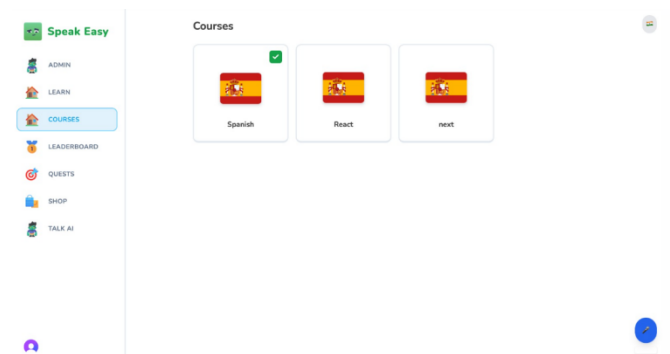 Speak Easy
ADMIN
LEARN
COURSES
LEADERBOARD
QUESTS
SHOP
TALK AI
Courses
Spanish
React
next